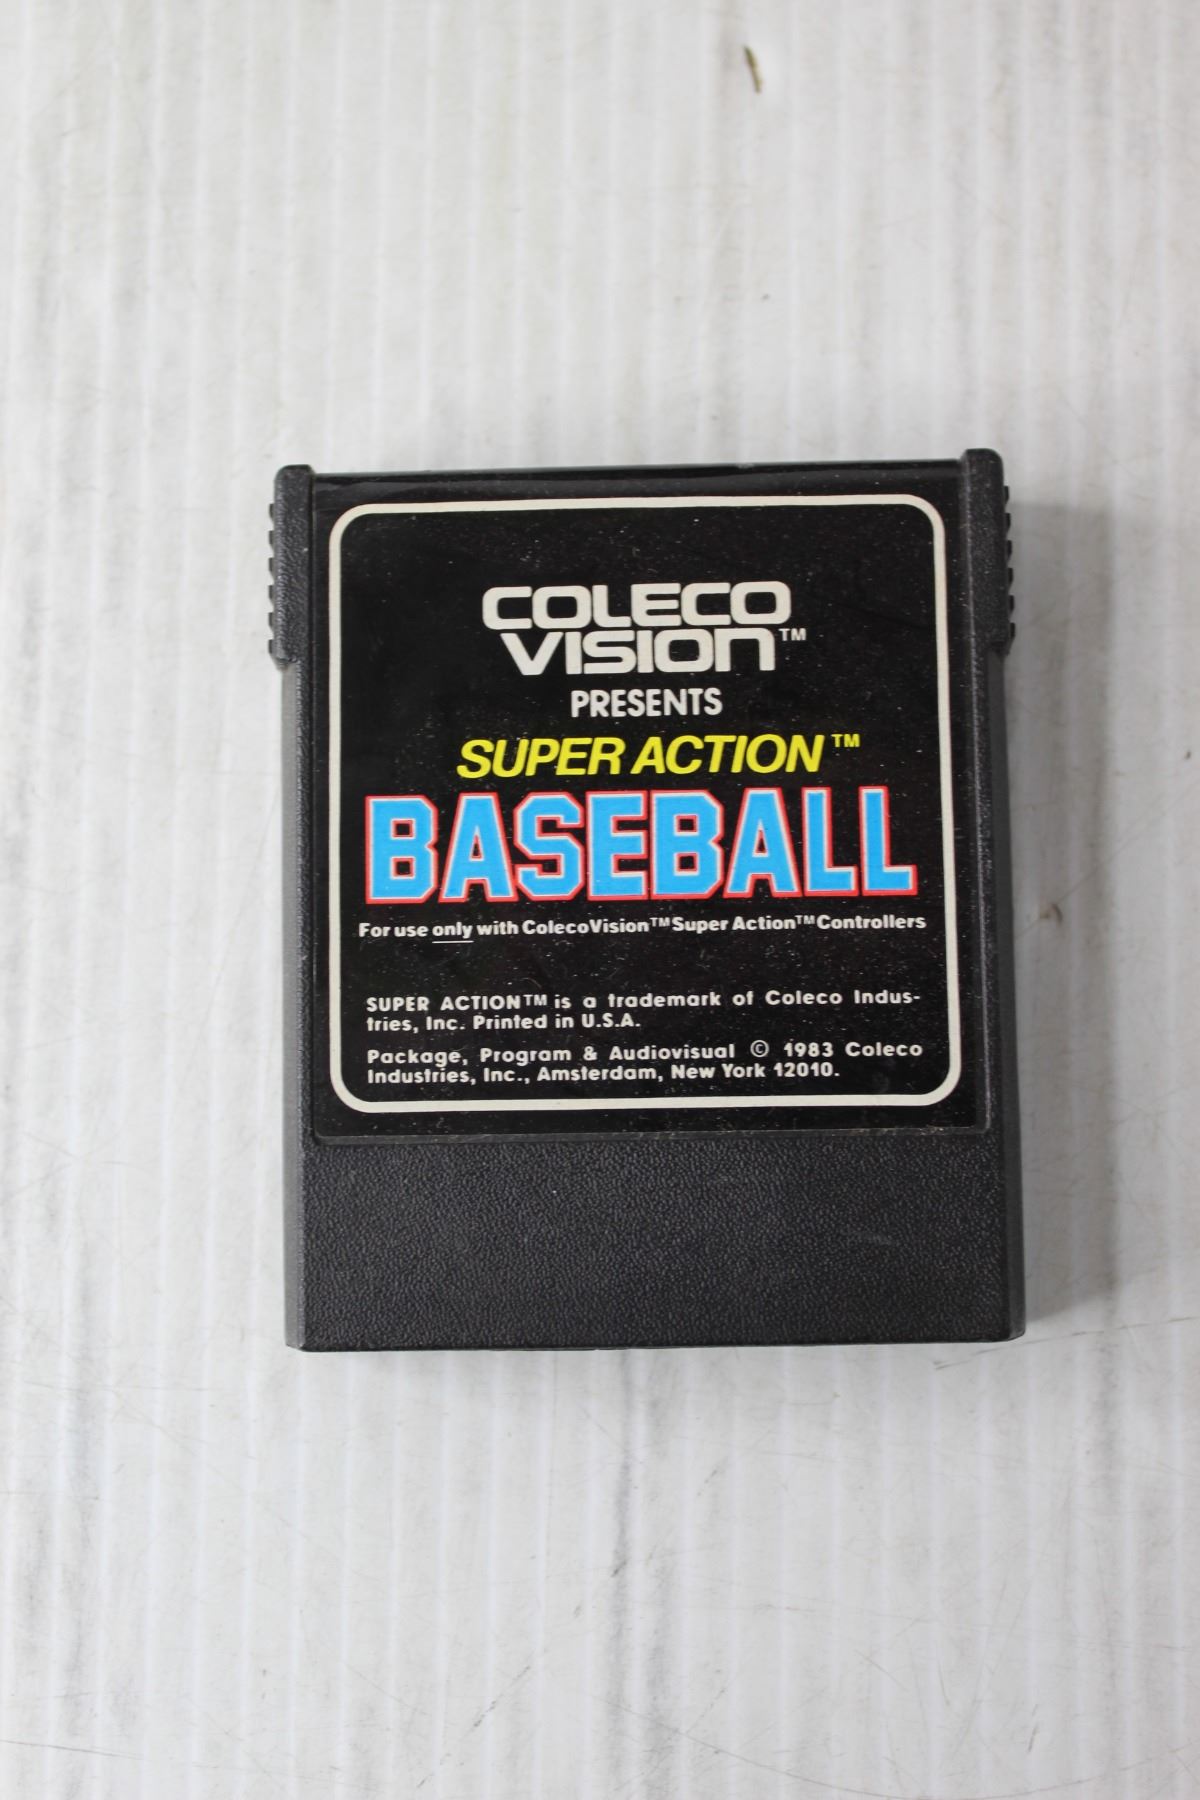 COLECO
VISION™
PRESENTS
SUPER ACTION™
BASEBALL
For use only with ColecoVision™ Super Action™ Controllers
SUPER ACTION™ is a trademark of Coleco Indus-
tries, Inc. Printed in U.S.A.
Package, Program & Audiovisual © 1983 Coleco
Industries, Inc., Amsterdam, New York 12010.